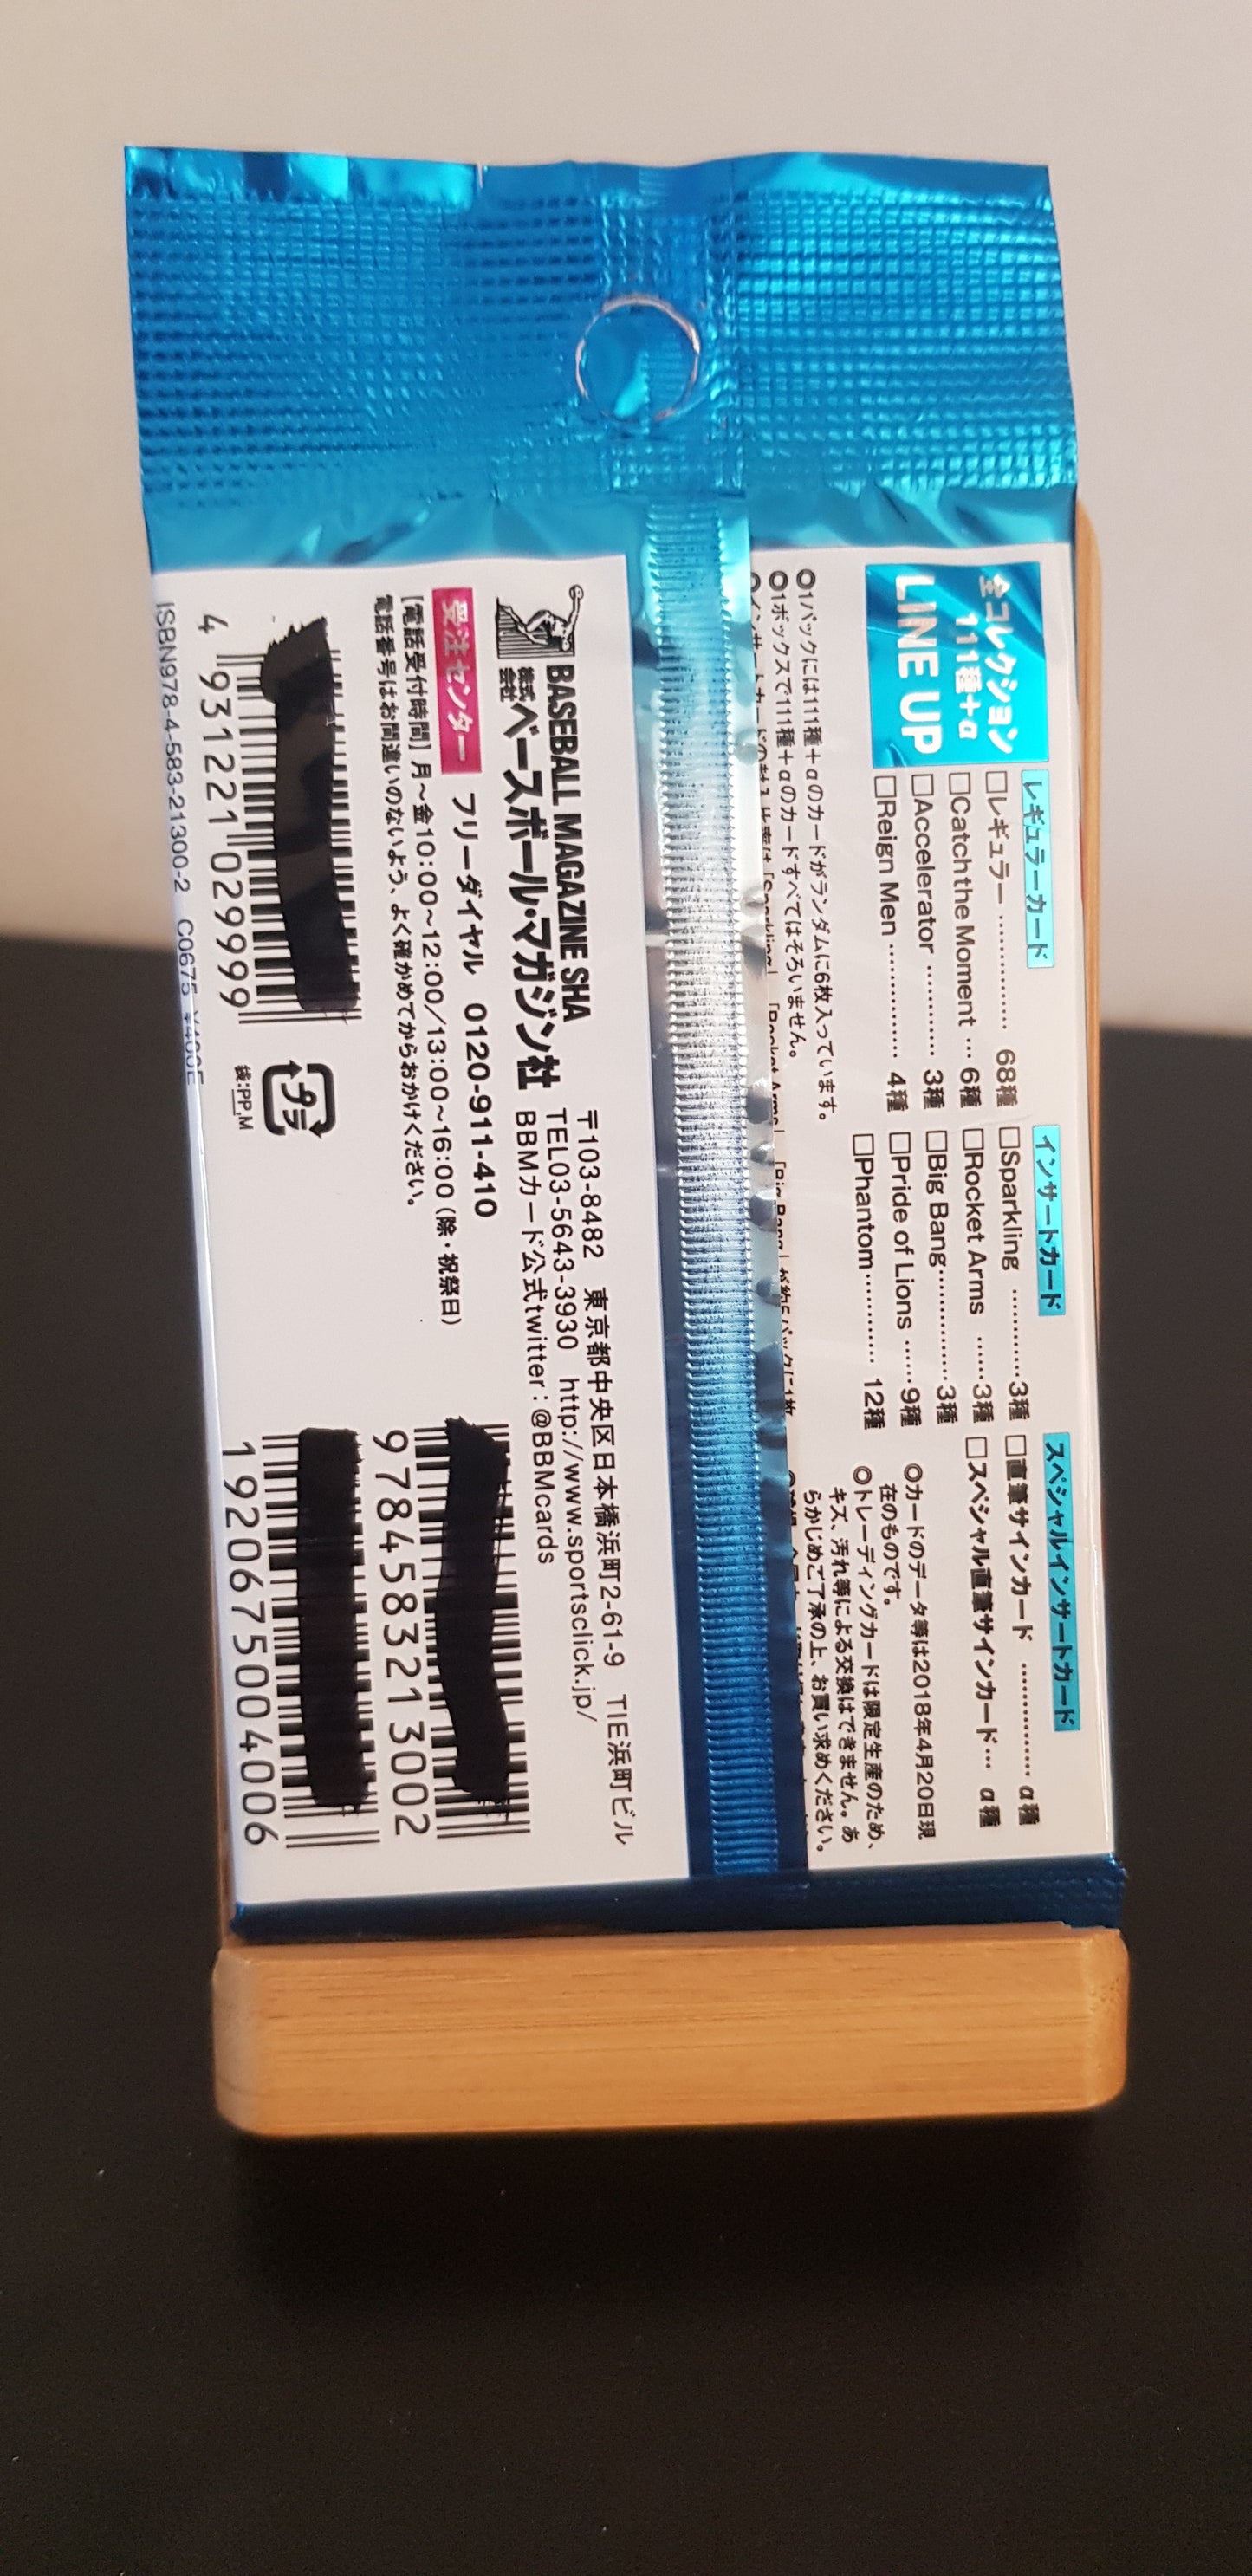 全コレクション
111種+α
LINE UP
レギュラーカード
□レギュラー ………… 68種
□Catch the Moment … 6種
□Accelerator ………… 3種
□Reign Men ………… 4種
インサートカード
□Sparkling ………… 3種
□Rocket Arms …… 3種
□Big Bang ………… 3種
□Pride of Lions …… 9種
□Phantom ………… 12種
スペシャルインサートカード
□直筆サインカード ………… α種
□スペシャル直筆サインカード… α種
◎1パックには111種+αのカードがランダムに6枚入っています。
◎1ボックスで111種+αのカードすべてはそろいません。
◎カードのデータ等は2018年4月20日現
在のものです。
◎トレーディングカードは限定生産のため、
キズ、汚れ等による交換はできません。あ
らかじめご了承の上、お買い求めください。
BASEBALL MAGAZINE SHA
株式会社 ベースボール・マガジン社
〒103-8482 東京都中央区日本橋浜町2-61-9 TIE浜町ビル
TEL03-5643-3930 http://www.sportsclick.jp/
BBMカード公式twitter:@BBMcards
受注センター フリーダイヤル 0120-911-410
[電話受付時間] 月~金10:00~12:00/13:00~16:00 (除・祝祭日)
電話番号はお間違いのないよう、よく確かめてからおかけください。
4 931221 029999
プラ
袋:PP,M
9784583213002
1920675004006
ISBN978-4-583-21300-2 C0675